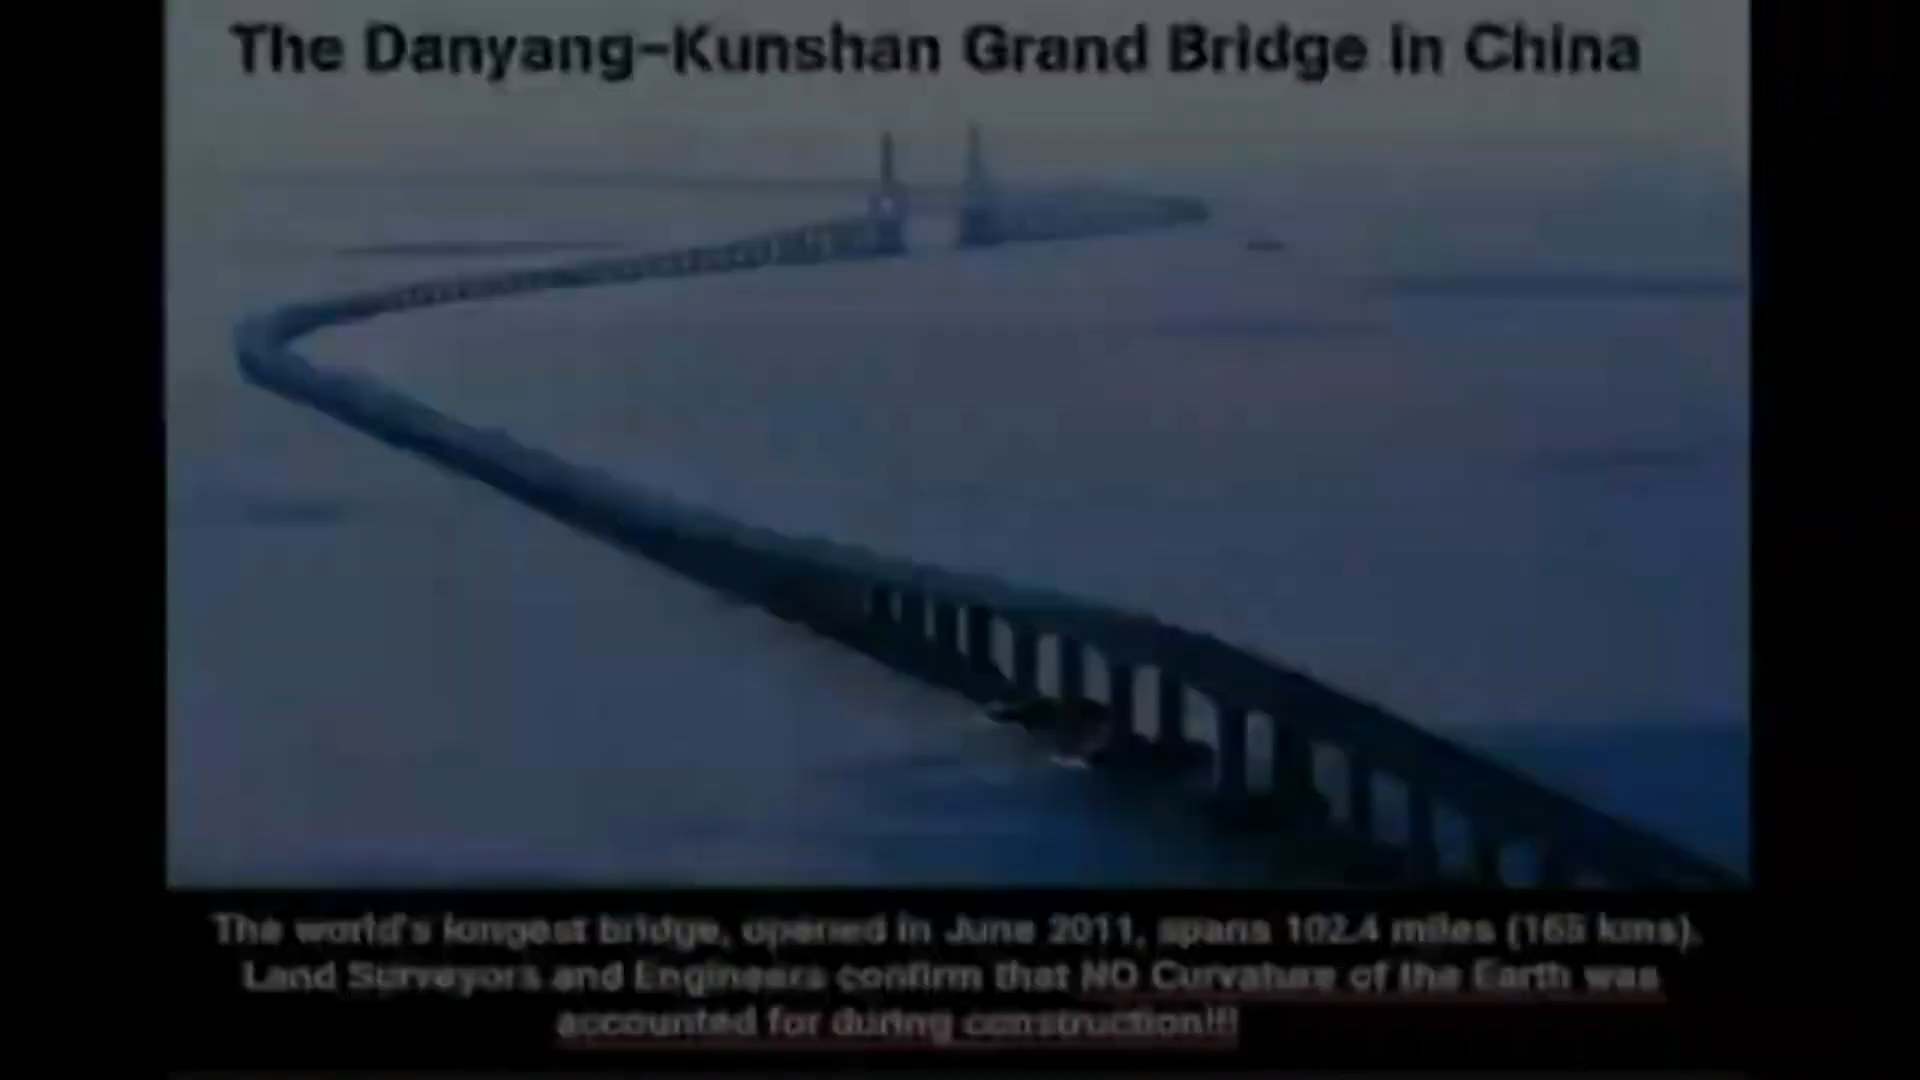 The Danyang-Kunshan Grand Bridge in China
The world's longest bridge, opened in June 2011, spans 102.4 miles (165 kms).
Land Surveyors and Engineers confirm that NO Curvature of the Earth was
accounted for during construction!!!